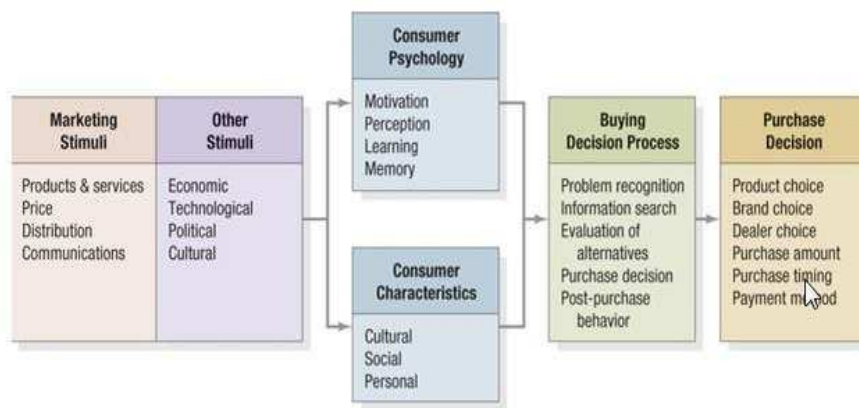 Marketing
Stimuli
Products & services
Price
Distribution
Communications
Other
Stimuli
Economic
Technological
Political
Cultural
Consumer
Psychology
Motivation
Perception
Learning
Memory
Consumer
Characteristics
Cultural
Social
Personal
Buying
Decision Process
Problem recognition
Information search
Evaluation of
alternatives
Purchase decision
Post-purchase
behavior
Purchase
Decision
Product choice
Brand choice
Dealer choice
Purchase amount
Purchase timing
Payment method